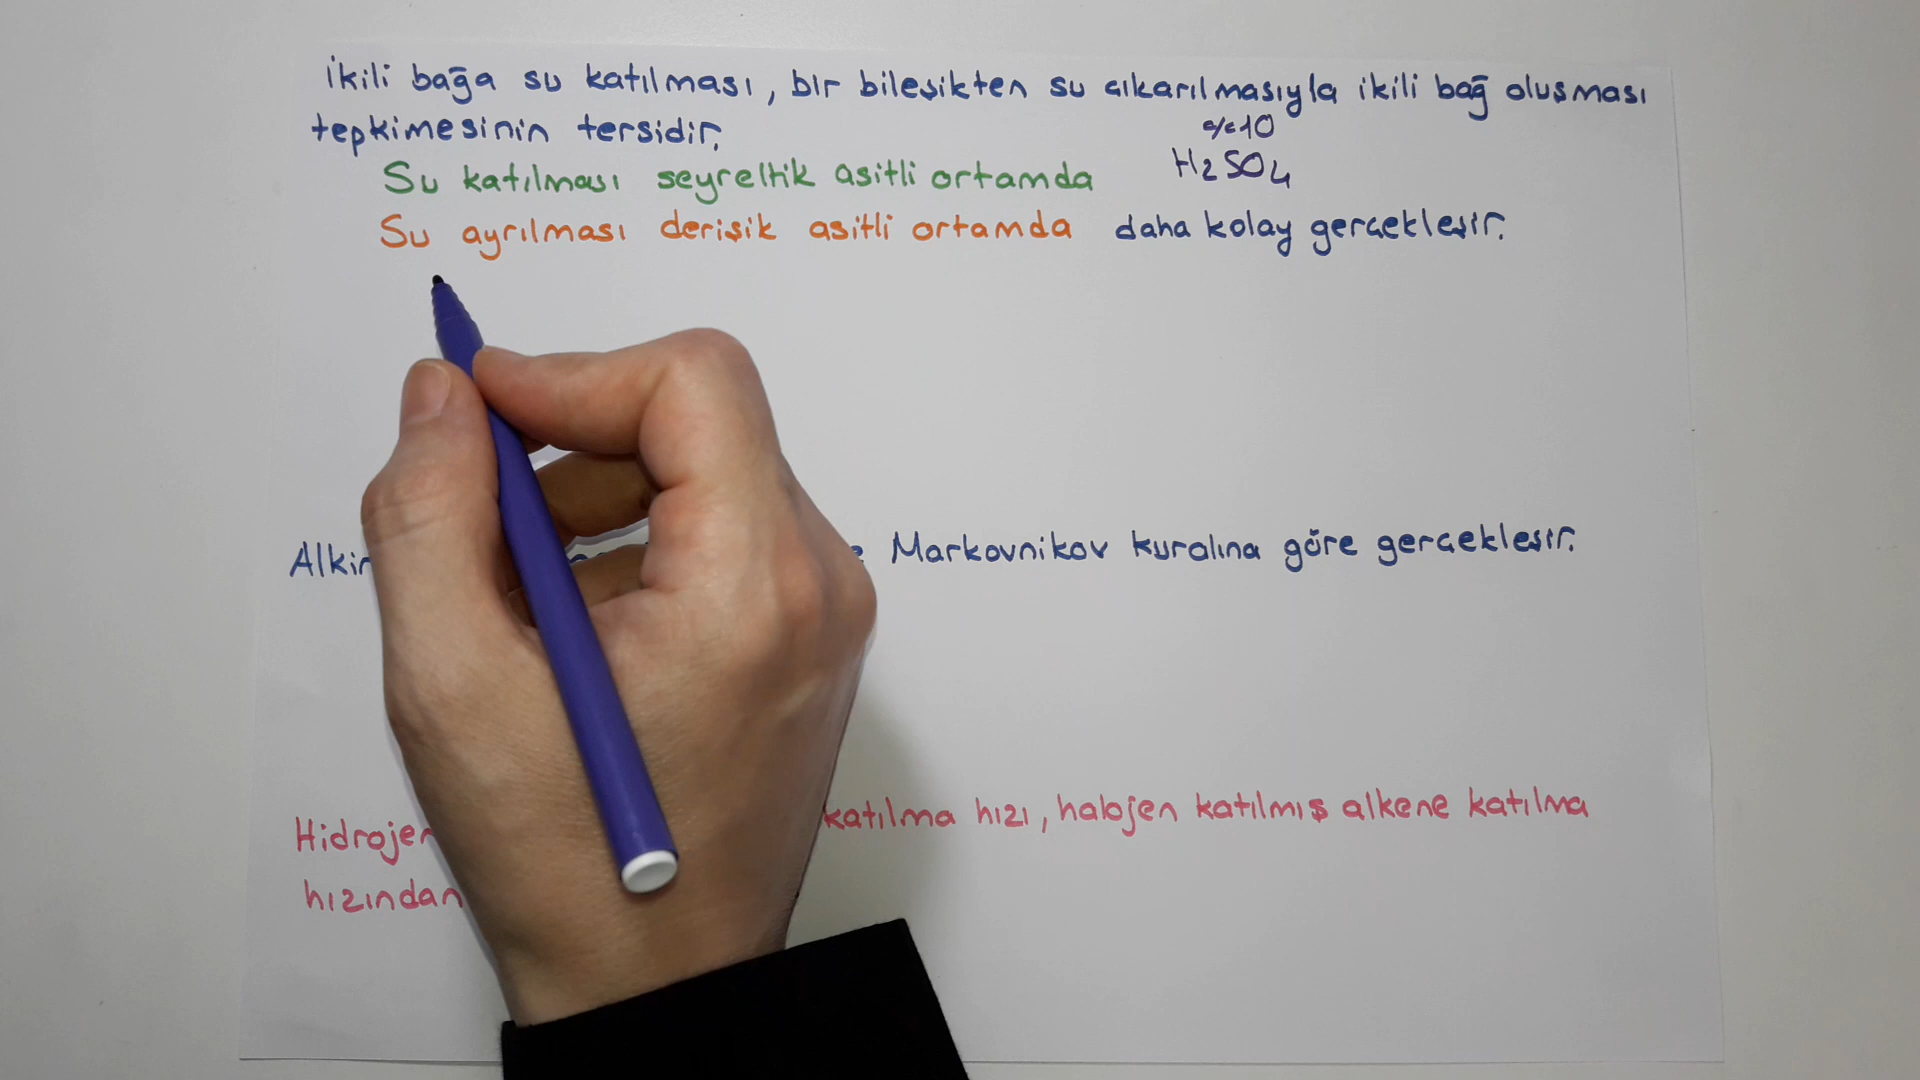 İkili bağa su katılması, bir bileşikten su çıkarılmasıyla ikili bağ oluşması
tepkimesinin tersidir.
%10
Su katılması seyreltik asitli ortamda H2SO4
Su ayrılması derişik asitli ortamda daha kolay gerçekleşir.
Markovnikov kuralına göre gerçekleşir.
katılma hızı, halojen katılmış alkene katılma
hızından